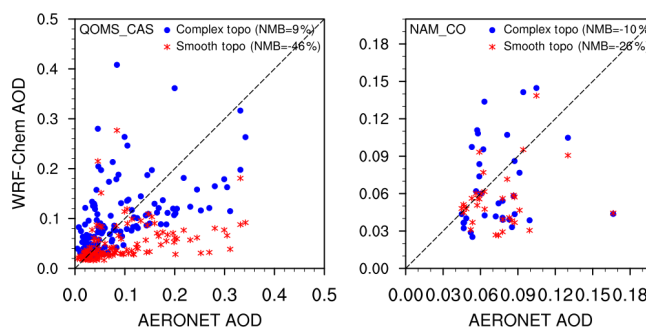 QOMS_CAS
Complex topo (NMB=9%)
Smooth topo (NMB=-46%)
0.5
0.4
0.3
0.2
0.1
0.0
WRF-Chem AOD
0.0 0.1 0.2 0.3 0.4 0.5
AERONET AOD
NAM_CO
Complex topo (NMB=-10%
Smooth topo (NMB=-26%)
0.18
0.15
0.12
0.09
0.06
0.03
0.00
0.00 0.03 0.06 0.09 0.12 0.15 0.18
AERONET AOD